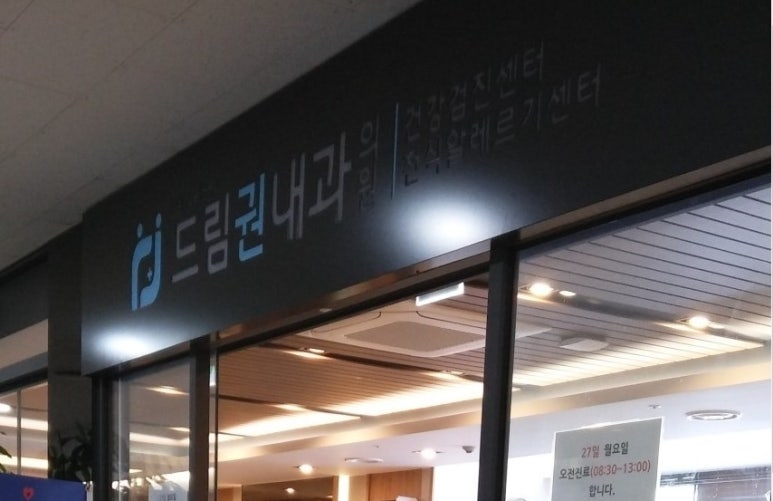 드림권내과의원
건강검진센터
천식알레르기센터
27일 월요일
오전진료(08:30-13:00)
합니다.